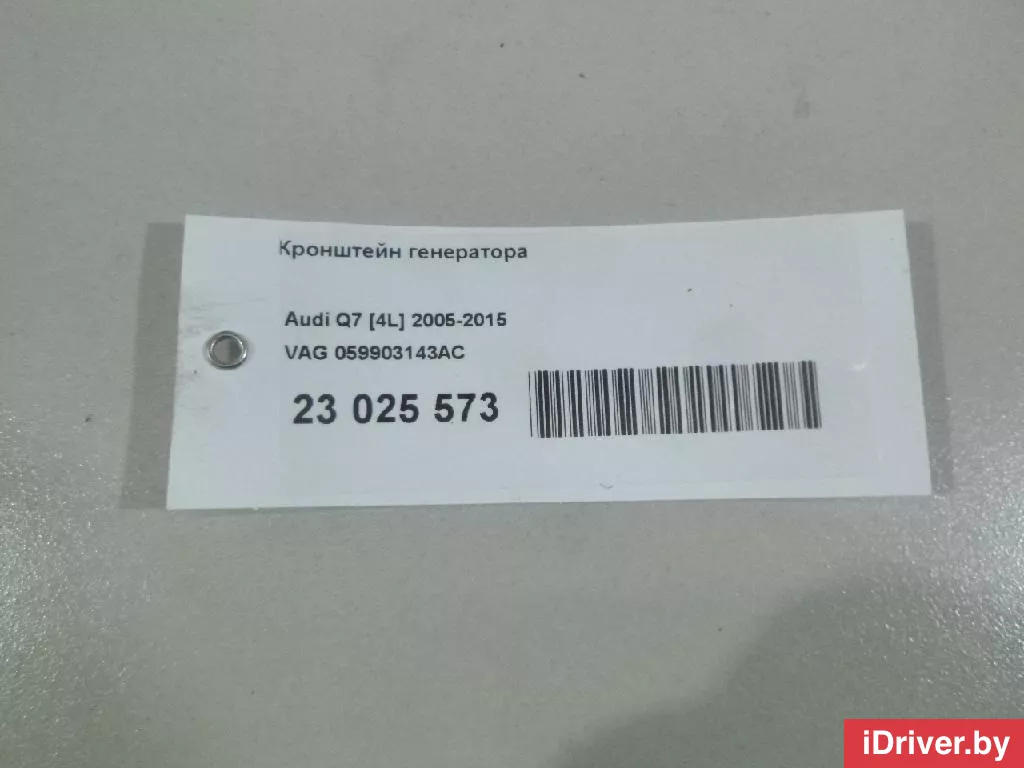 Кронштейн генератора
Audi Q7 [4L] 2005-2015
VAG 059903143AC
23 025 573
iDriver.by